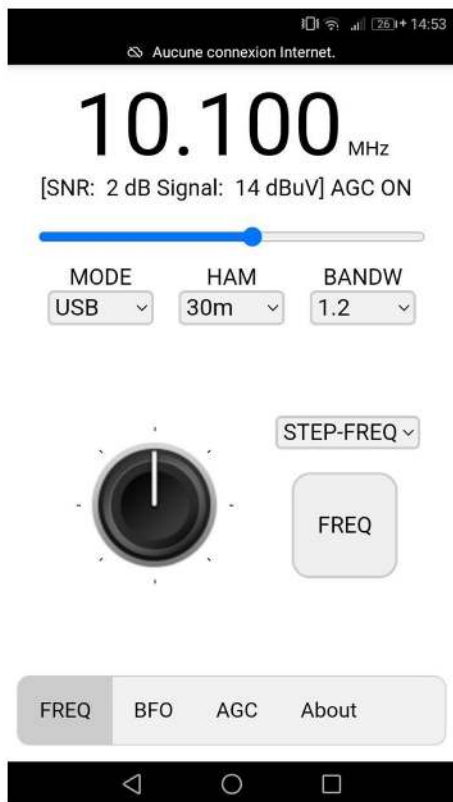 26 14:53
Aucune connexion Internet.
10.100 MHz
[SNR: 2 dB Signal: 14 dBuV] AGC ON
MODE HAM BANDW
USB 30m 1.2
STEP-FREQ
FREQ
FREQ BFO AGC About